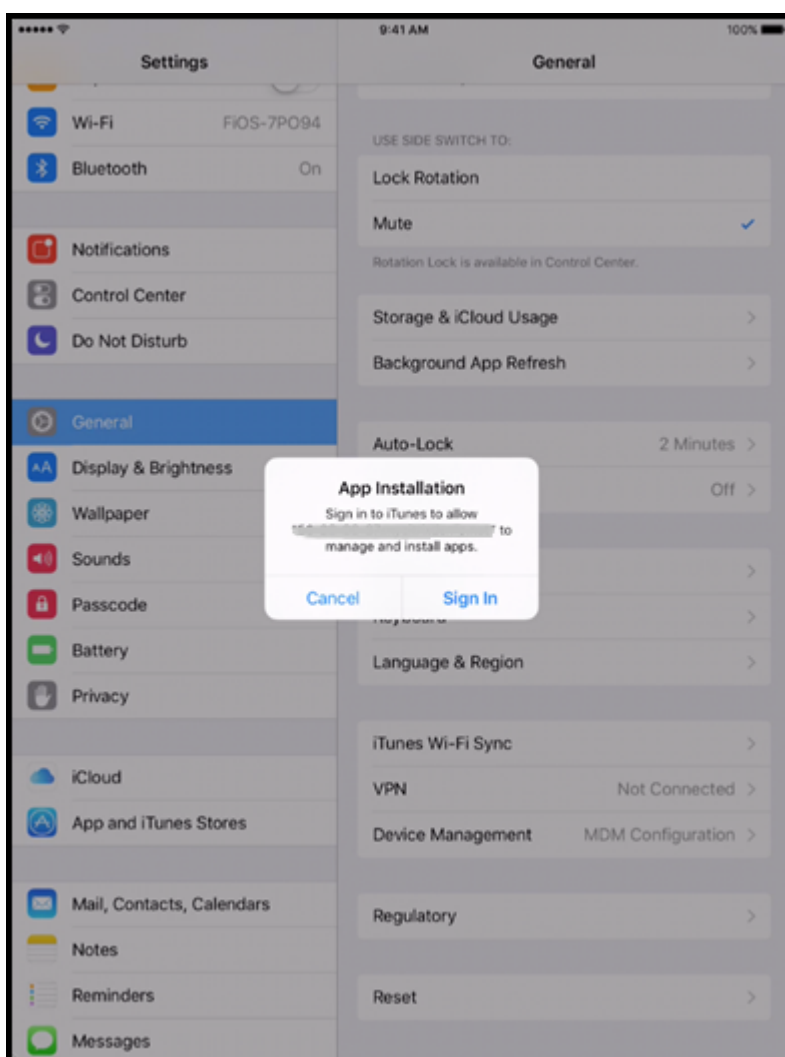 9:41 AM
100%
Settings
General
Wi-Fi
FiOS-7PO94
Bluetooth
On
Notifications
Control Center
Do Not Disturb
General
Display & Brightness
Wallpaper
Sounds
Passcode
Battery
Privacy
iCloud
App and iTunes Stores
Mail, Contacts, Calendars
Notes
Reminders
Messages
USE SIDE SWITCH TO:
Lock Rotation
Mute
Rotation Lock is available in Control Center.
Storage & iCloud Usage
Background App Refresh
Auto-Lock
2 Minutes
Off
Language & Region
iTunes Wi-Fi Sync
VPN
Not Connected
Device Management
MDM Configuration
Regulatory
Reset
App Installation
Sign in to iTunes to allow
to
manage and install apps.
Cancel
Sign In